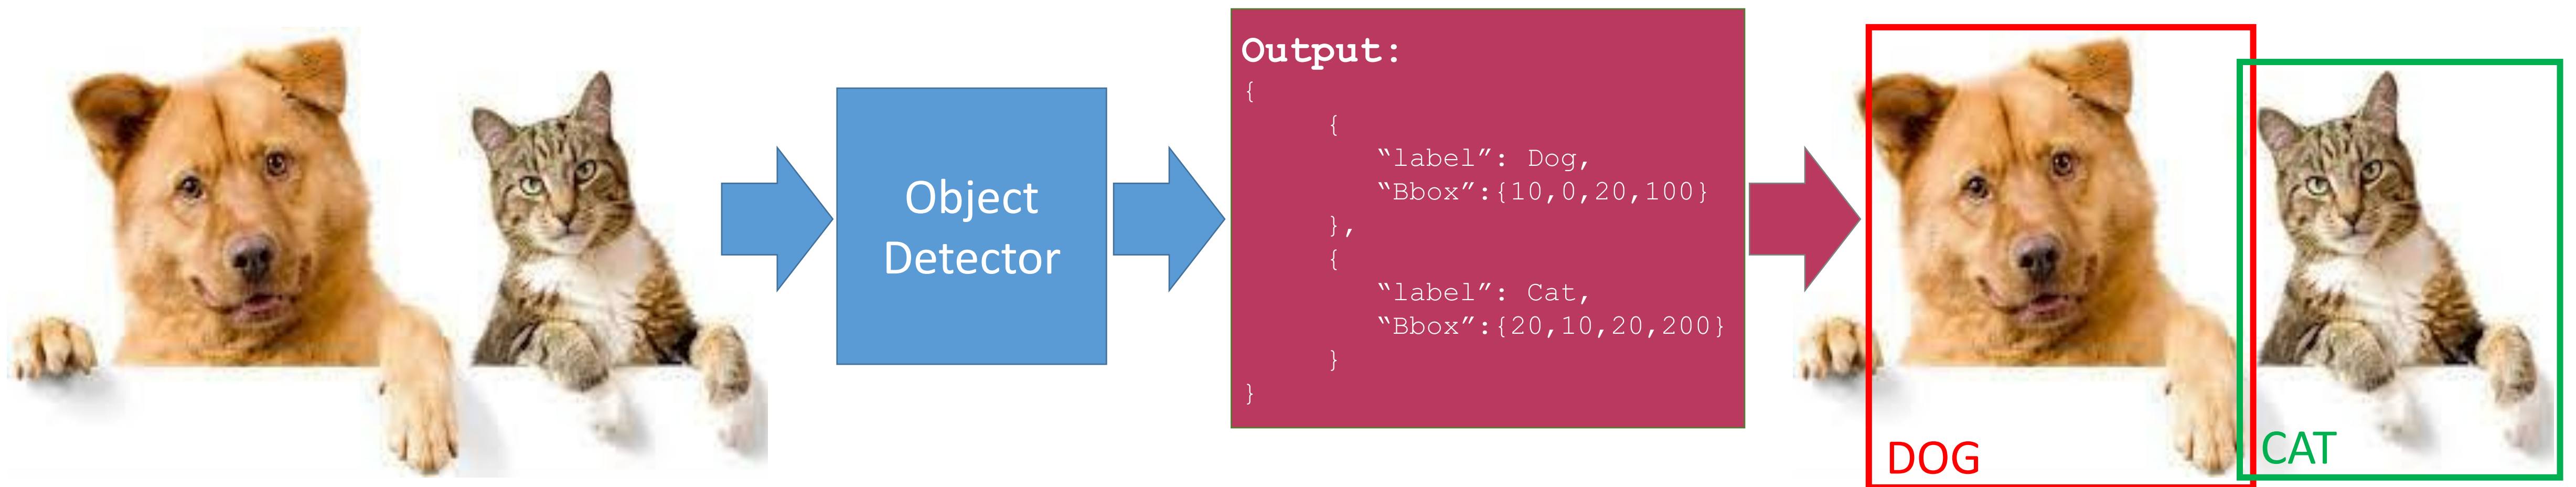 Object
Detector
Output:
{
{
“label”: Dog,
“Bbox”:{10,0,20,100}
},
{
“label”: Cat,
“Bbox”:{20,10,20,200}
}
}
DOG
CAT